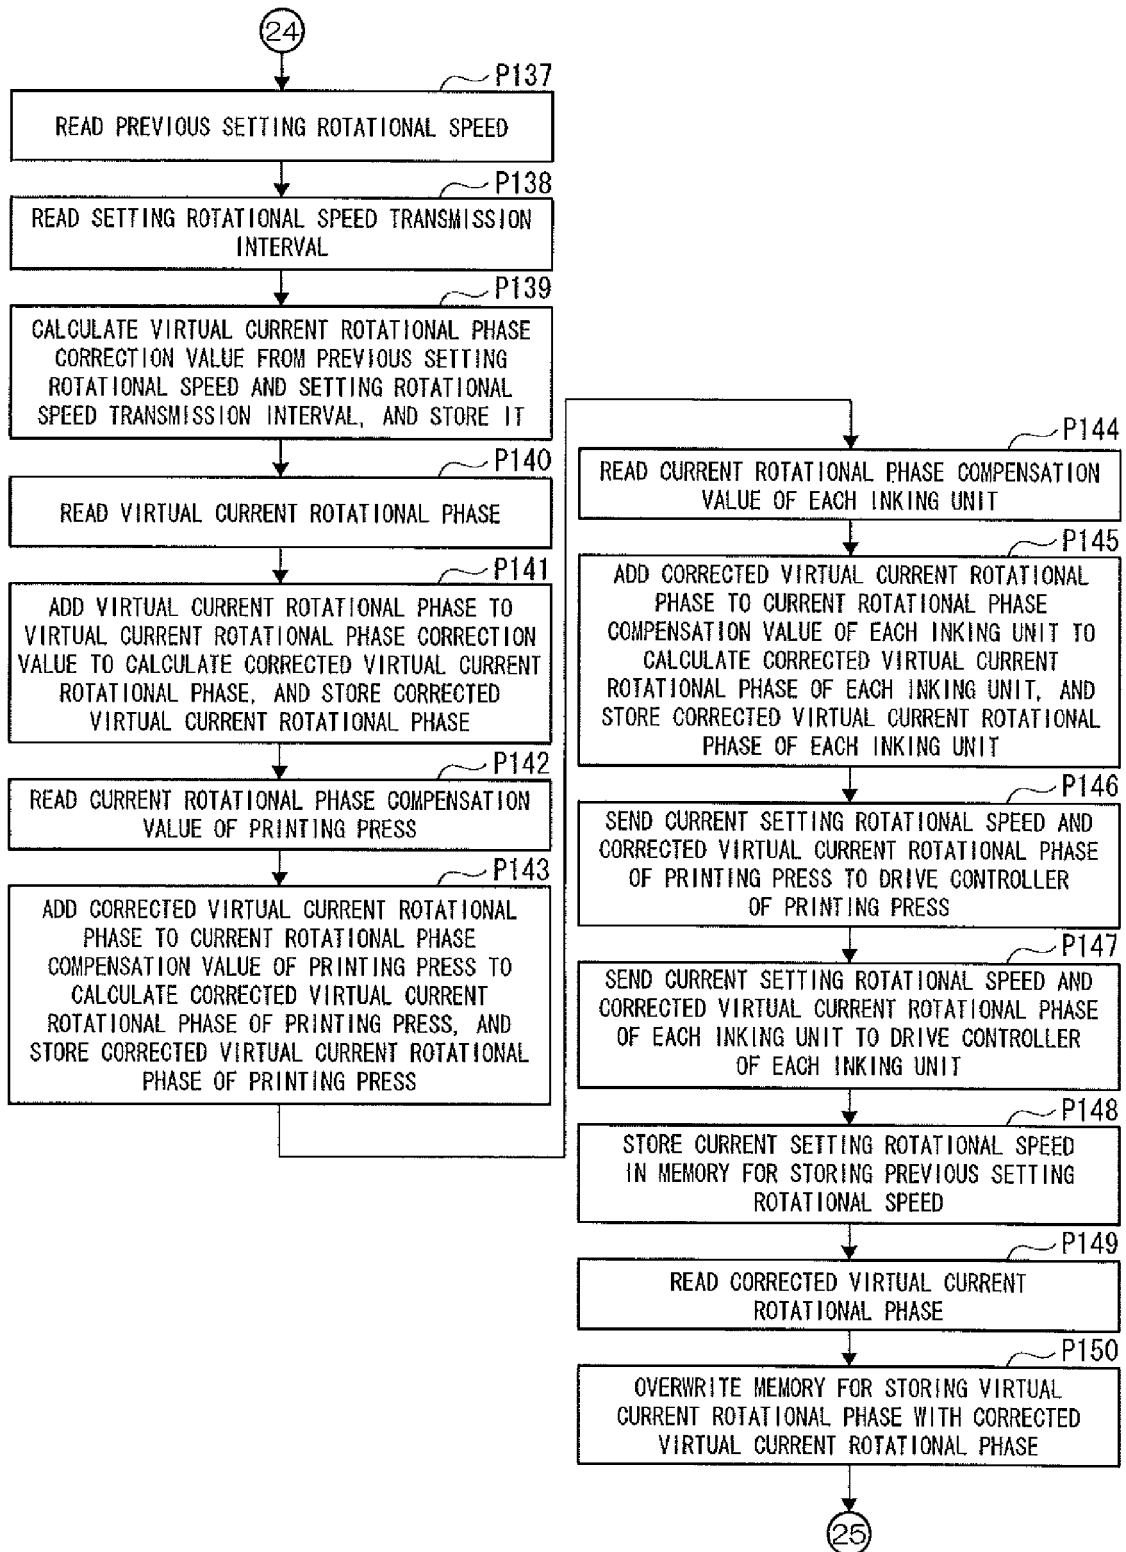 24
P137
READ PREVIOUS SETTING ROTATIONAL SPEED
P138
READ SETTING ROTATIONAL SPEED TRANSMISSION
INTERVAL
P139
CALCULATE VIRTUAL CURRENT ROTATIONAL PHASE
CORRECTION VALUE FROM PREVIOUS SETTING
ROTATIONAL SPEED AND SETTING ROTATIONAL
SPEED TRANSMISSION INTERVAL, AND STORE IT
P140
READ VIRTUAL CURRENT ROTATIONAL PHASE
P141
ADD VIRTUAL CURRENT ROTATIONAL PHASE TO
VIRTUAL CURRENT ROTATIONAL PHASE CORRECTION
VALUE TO CALCULATE CORRECTED VIRTUAL CURRENT
ROTATIONAL PHASE, AND STORE CORRECTED
VIRTUAL CURRENT ROTATIONAL PHASE
P142
READ CURRENT ROTATIONAL PHASE COMPENSATION
VALUE OF PRINTING PRESS
P143
ADD CORRECTED VIRTUAL CURRENT ROTATIONAL
PHASE TO CURRENT ROTATIONAL PHASE
COMPENSATION VALUE OF PRINTING PRESS TO
CALCULATE CORRECTED VIRTUAL CURRENT
ROTATIONAL PHASE OF PRINTING PRESS, AND
STORE CORRECTED VIRTUAL CURRENT ROTATIONAL
PHASE OF PRINTING PRESS
P144
READ CURRENT ROTATIONAL PHASE COMPENSATION
VALUE OF EACH INKING UNIT
P145
ADD CORRECTED VIRTUAL CURRENT ROTATIONAL
PHASE TO CURRENT ROTATIONAL PHASE
COMPENSATION VALUE OF EACH INKING UNIT TO
CALCULATE CORRECTED VIRTUAL CURRENT
ROTATIONAL PHASE OF EACH INKING UNIT, AND
STORE CORRECTED VIRTUAL CURRENT ROTATIONAL
PHASE OF EACH INKING UNIT
P146
SEND CURRENT SETTING ROTATIONAL SPEED AND
CORRECTED VIRTUAL CURRENT ROTATIONAL PHASE
OF PRINTING PRESS TO DRIVE CONTROLLER
OF PRINTING PRESS
P147
SEND CURRENT SETTING ROTATIONAL SPEED AND
CORRECTED VIRTUAL CURRENT ROTATIONAL PHASE
OF EACH INKING UNIT TO DRIVE CONTROLLER
OF EACH INKING UNIT
P148
STORE CURRENT SETTING ROTATIONAL SPEED
IN MEMORY FOR STORING PREVIOUS SETTING
ROTATIONAL SPEED
P149
READ CORRECTED VIRTUAL CURRENT
ROTATIONAL PHASE
P150
OVERWRITE MEMORY FOR STORING VIRTUAL
CURRENT ROTATIONAL PHASE WITH CORRECTED
VIRTUAL CURRENT ROTATIONAL PHASE
25